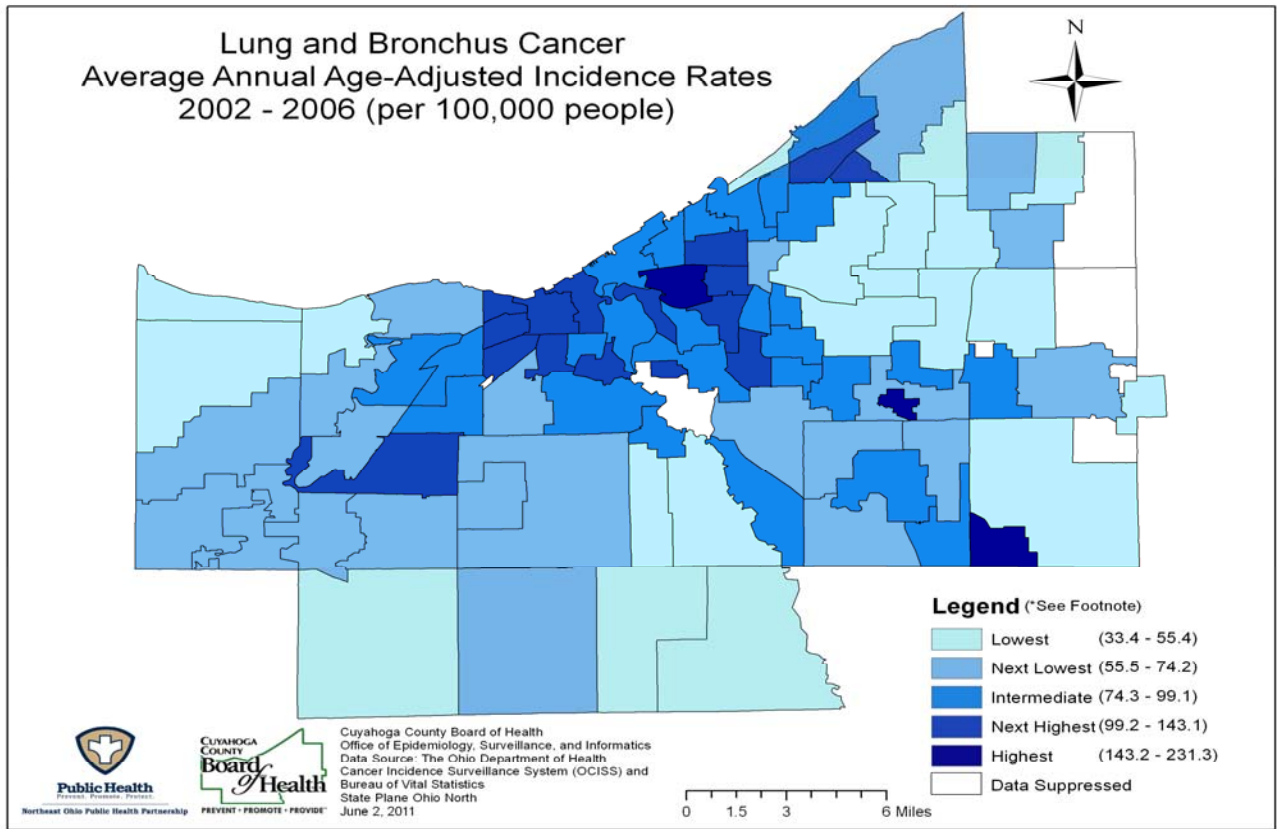 Lung and Bronchus Cancer
Average Annual Age-Adjusted Incidence Rates
2002 - 2006 (per 100,000 people)
N
Legend (*See Footnote)
Lowest (33.4 - 55.4)
Next Lowest (55.5 - 74.2)
Intermediate (74.3 - 99.1)
Next Highest (99.2 - 143.1)
Highest (143.2 - 231.3)
Data Suppressed
Public Health
Prevent. Promote. Protect.
Northeast Ohio Public Health Partnership
CUYAHOGA
COUNTY
Board
of Health
PREVENT • PROMOTE • PROVIDE
Cuyahoga County Board of Health
Office of Epidemiology, Surveillance, and Informatics
Data Source: The Ohio Department of Health
Cancer Incidence Surveillance System (OCISS) and
Bureau of Vital Statistics
State Plane Ohio North
June 2, 2011
0 1.5 3 6 Miles